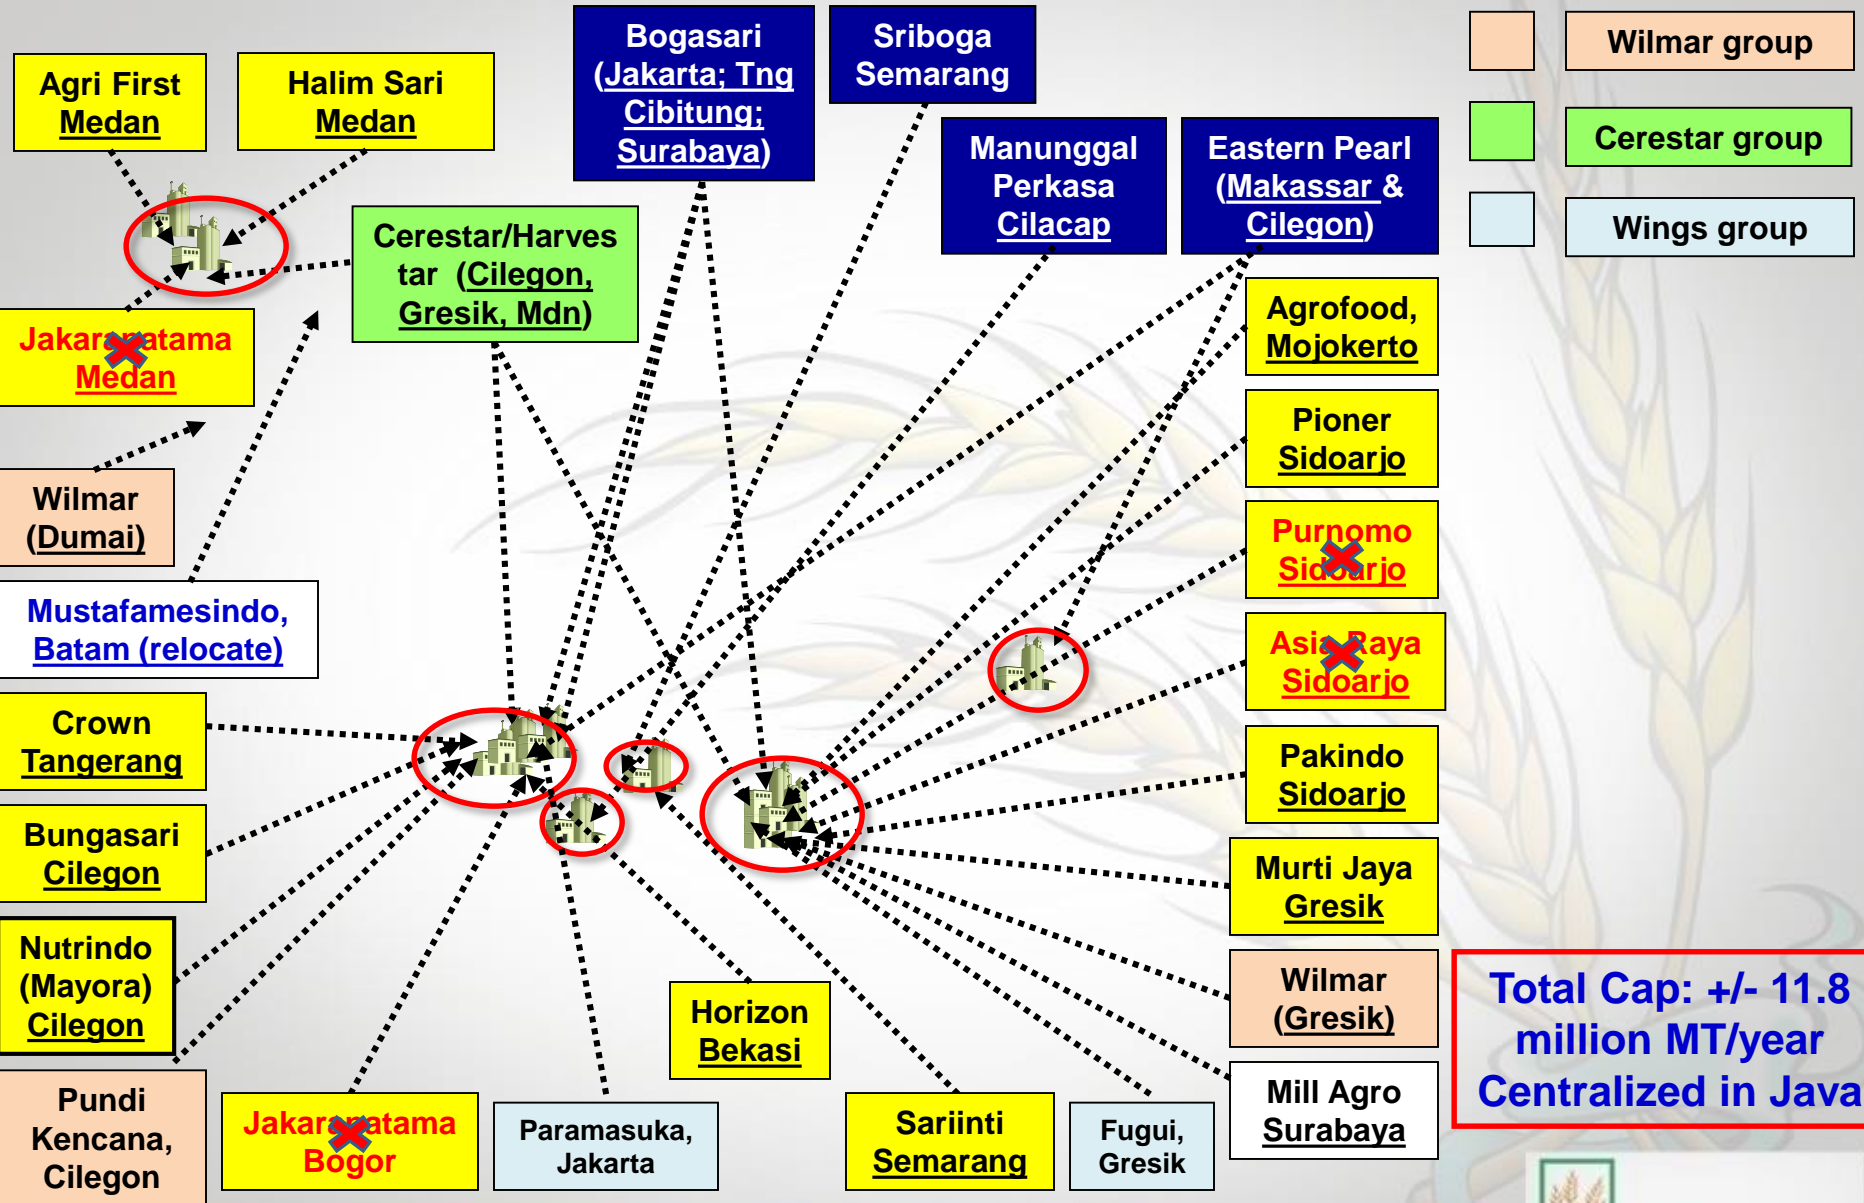 Bogasari
(Jakarta; Tng
Cibitung;
Surabaya)
Sriboga
Semarang
Wilmar group
Agri First
Medan
Halim Sari
Medan
Cerestar group
Manunggal
Perkasa
Cilacap
Eastern Pearl
(Makassar &
Cilegon)
Wings group
Cerestar/Harves
tar (Cilegon,
Gresik, Mdn)
Agrofood,
Mojokerto
Medan
Pioner
Sidoarjo
Wilmar
(Dumai)
Purnomo
Sidoarjo
Mustafamesindo,
Batam (relocate)
Asia Raya
Sidoarjo
Crown
Tangerang
Pakindo
Sidoarjo
Bungasari
Cilegon
Murti Jaya
Gresik
Nutrindo
(Mayora)
Cilegon
Horizon
Bekasi
Wilmar
(Gresik)
Total Cap: +/- 11.8
million MT/year
Centralized in Java
Pundi
Kencana,
Cilegon
Bogor
Paramasuka,
Jakarta
Sariinti
Semarang
Fugui,
Gresik
Mill Agro
Surabaya